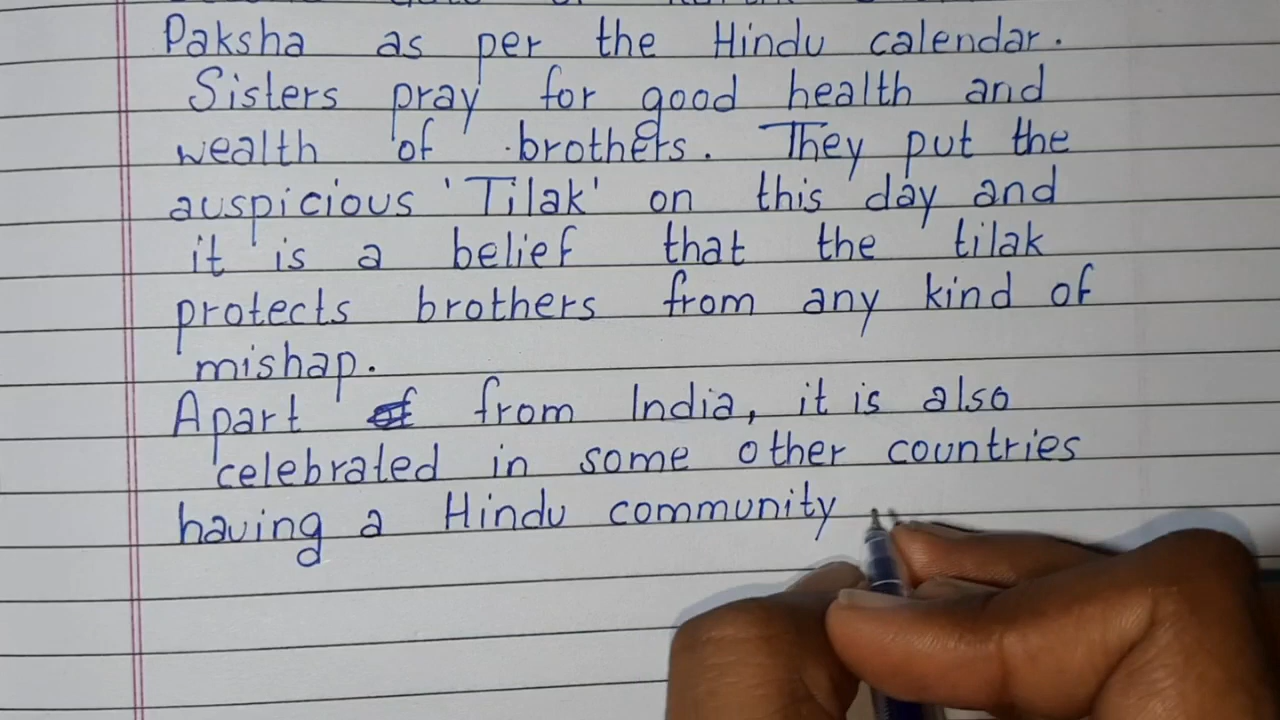 Paksha as per the Hindu calendar.
Sisters pray for good health and
wealth of brothers. They put the
auspicious 'Tilak' on this day and
it is a belief that the tilak
protects brothers from any kind of
mishap.
Apart from India, it is also
celebrated in some other countries
having a Hindu community